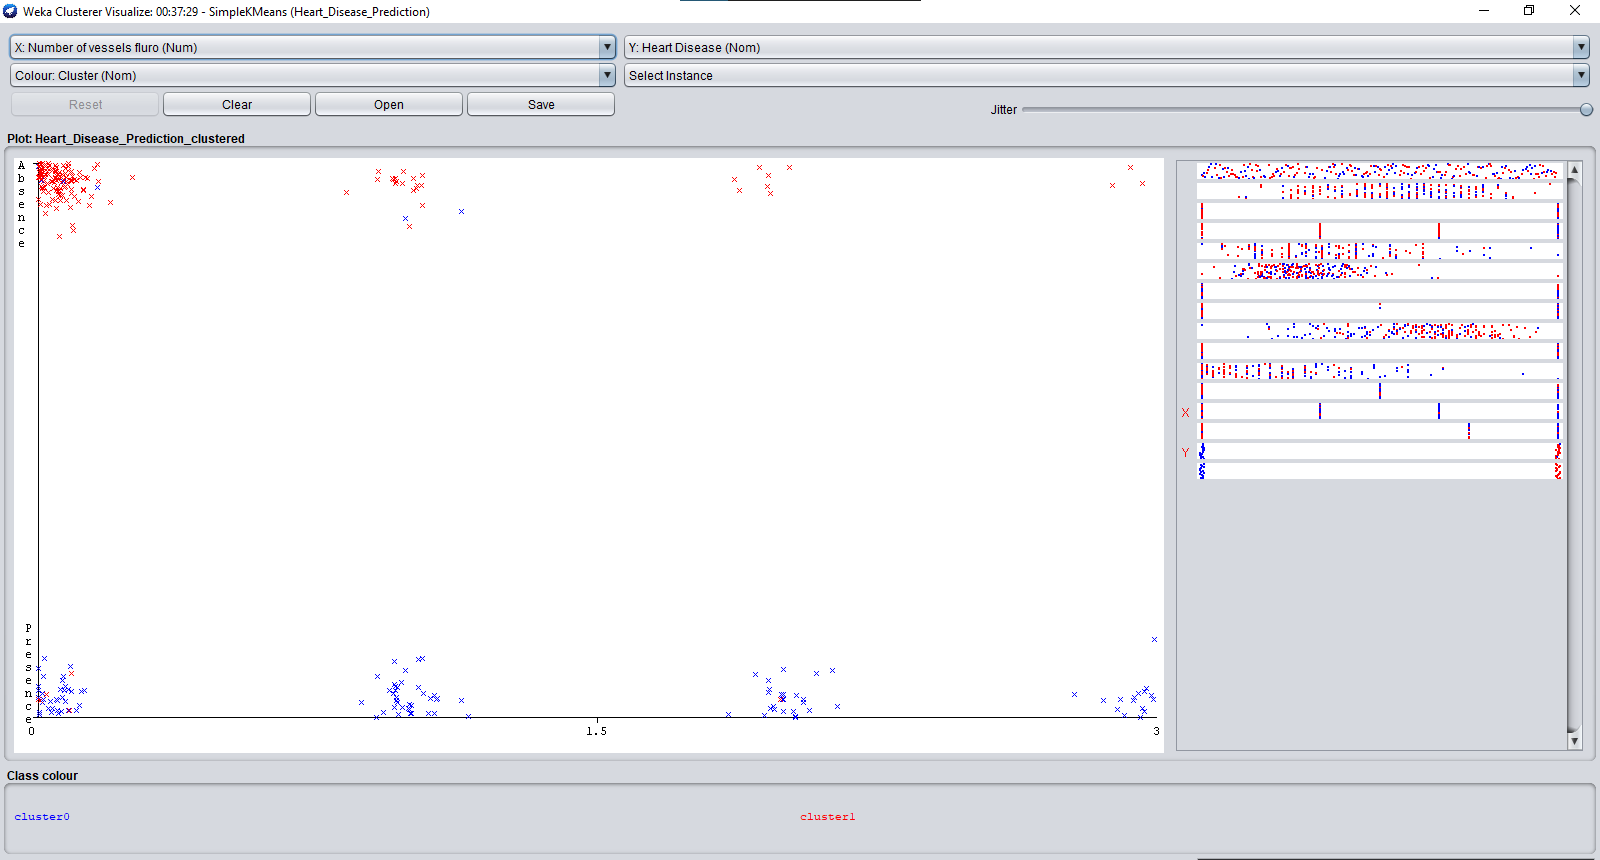 Weka Clusterer Visualize: 00:37:29 - SimpleKMeans (Heart_Disease_Prediction)
X: Number of vessels fluro (Num)
Y: Heart Disease (Nom)
Colour: Cluster (Nom)
Select Instance
Reset
Clear
Open
Save
Jitter
Plot: Heart_Disease_Prediction_clustered
Absence
Presence
0
1.5
3
X
Y
Class colour
cluster0
cluster1